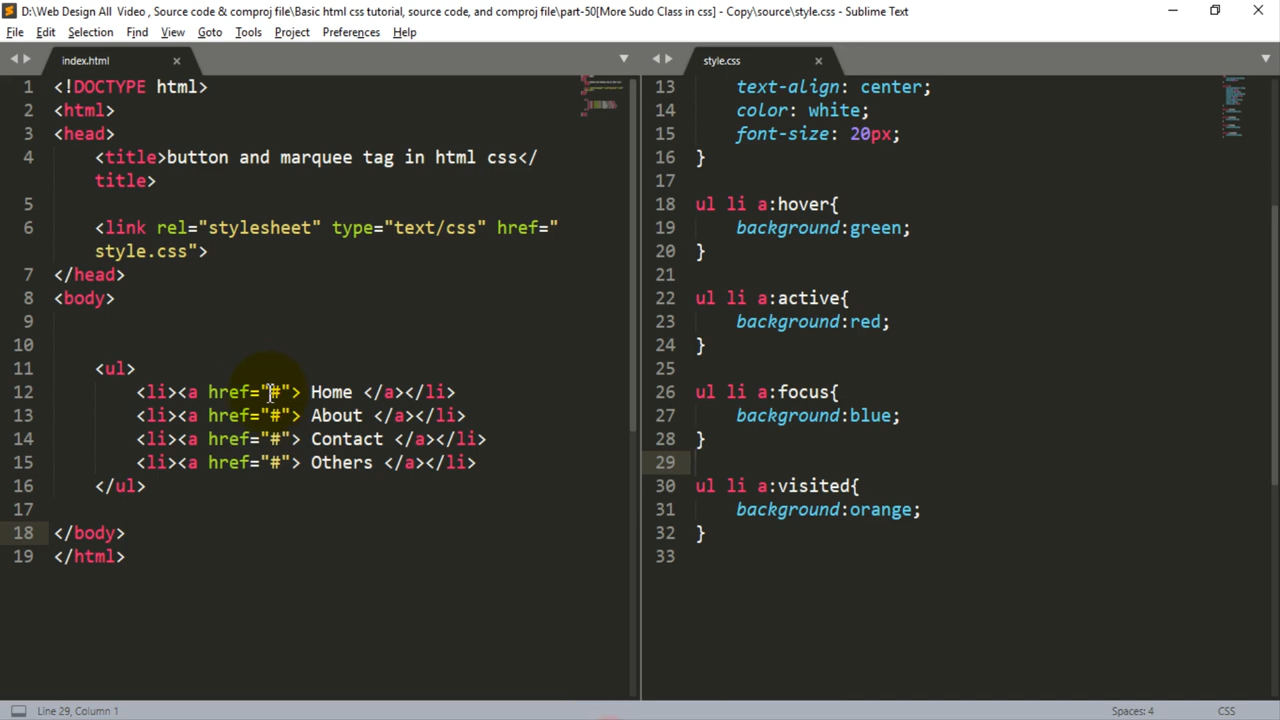 D:\Web Design All Video , Source code & comproj file\Basic html css tutorial, source code, and comproj file\part-50[More Sudo Class in css] - Copy\source\style.css - Sublime Text
File Edit Selection Find View Goto Tools Project Preferences Help
index.html ×
1 <!DOCTYPE html>
2 <html>
3 <head>
4 <title>button and marquee tag in html css</
title>
5
6 <link rel="stylesheet" type="text/css" href="
style.css">
7 </head>
8 <body>
9
10
11 <ul>
12 <li><a href="#"> Home </a></li>
13 <li><a href="#"> About </a></li>
14 <li><a href="#"> Contact </a></li>
15 <li><a href="#"> Others </a></li>
16 </ul>
17
18 </body>
19 </html>
style.css ×
13 text-align: center;
14 color: white;
15 font-size: 20px;
16 }
17
18 ul li a:hover{
19 background:green;
20 }
21
22 ul li a:active{
23 background:red;
24 }
25
26 ul li a:focus{
27 background:blue;
28 }
29
30 ul li a:visited{
31 background:orange;
32 }
33
Line 29, Column 1
Spaces: 4 CSS